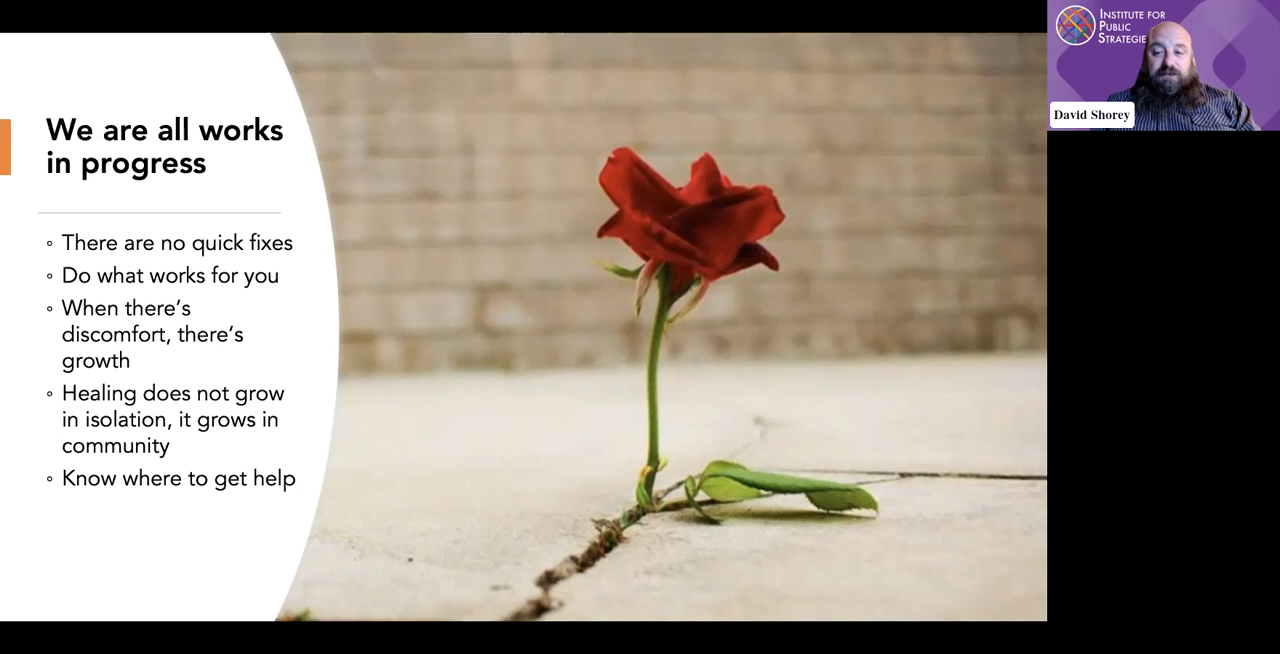 We are all works
in progress
◦ There are no quick fixes
◦ Do what works for you
◦ When there’s
discomfort, there’s
growth
◦ Healing does not grow
in isolation, it grows in
community
◦ Know where to get help
INSTITUTE FOR
PUBLIC
STRATEGIE
David Shorey